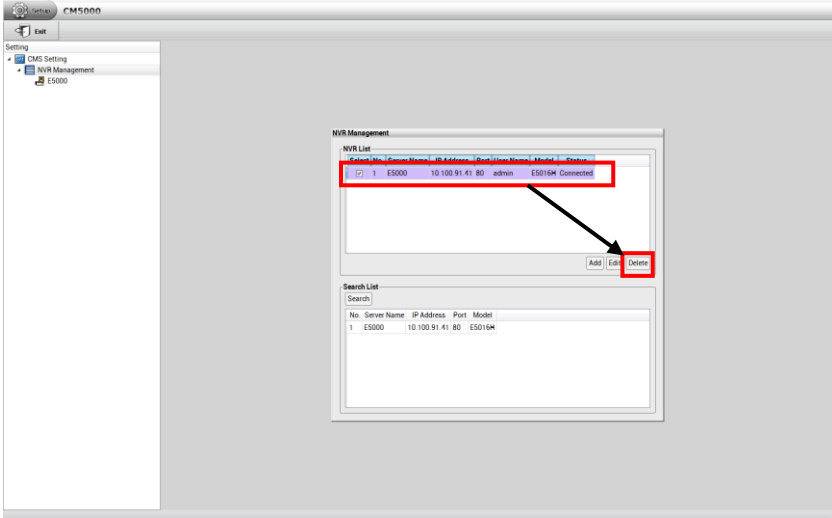 Setup CM5000
Exit
Setting
CMS Setting
NVR Management
E5000
NVR Management
NVR List
Select No. Server Name IP Address Port User Name Model Status
1 E5000 10.100.91.41 80 admin E5016H Connected
Add Edit Delete
Search List
Search
No. Server Name IP Address Port Model
1 E5000 10.100.91.41 80 E5016H